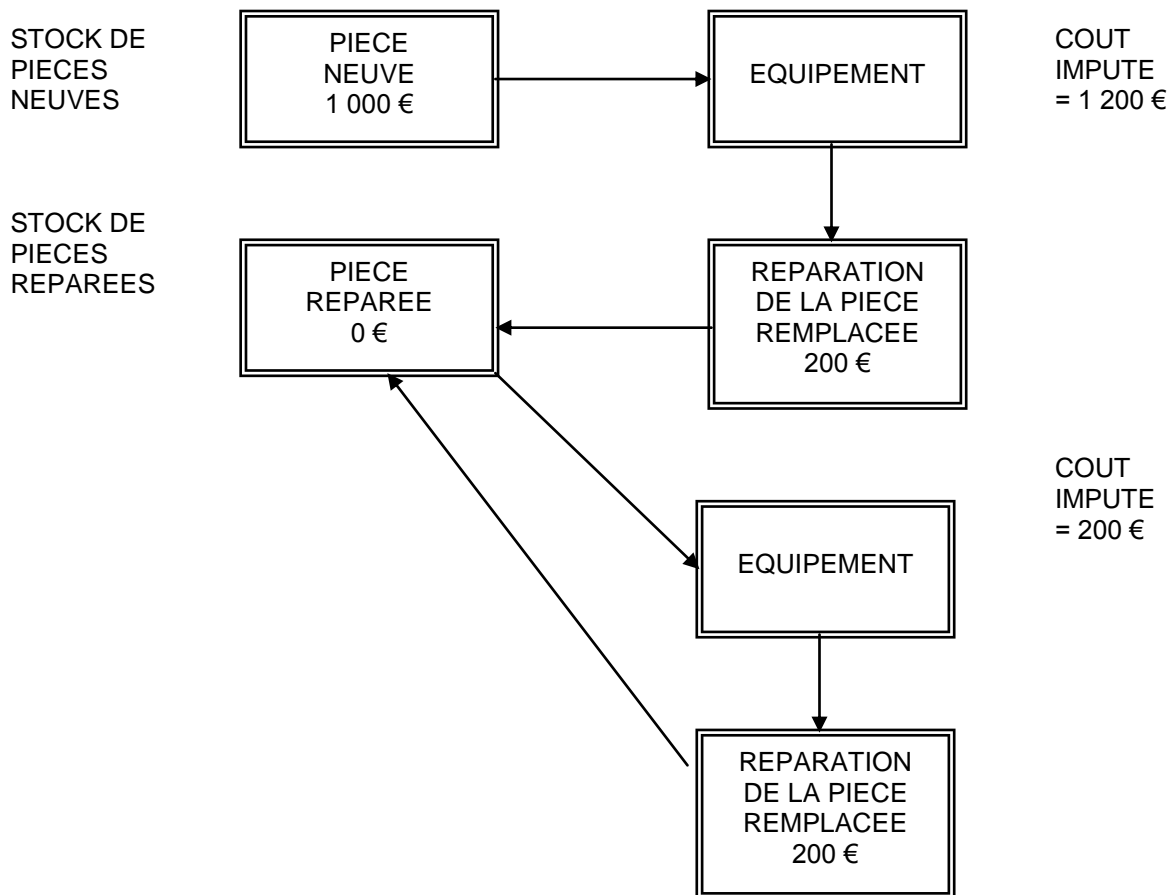 STOCK DE
PIECES
NEUVES
PIECE
NEUVE
1 000 €
EQUIPEMENT
COUT
IMPUTE
= 1 200 €
STOCK DE
PIECES
REPAREES
PIECE
REPAREE
0 €
REPARATION
DE LA PIECE
REMPLACEE
200 €
COUT
IMPUTE
= 200 €
EQUIPEMENT
REPARATION
DE LA PIECE
REMPLACEE
200 €